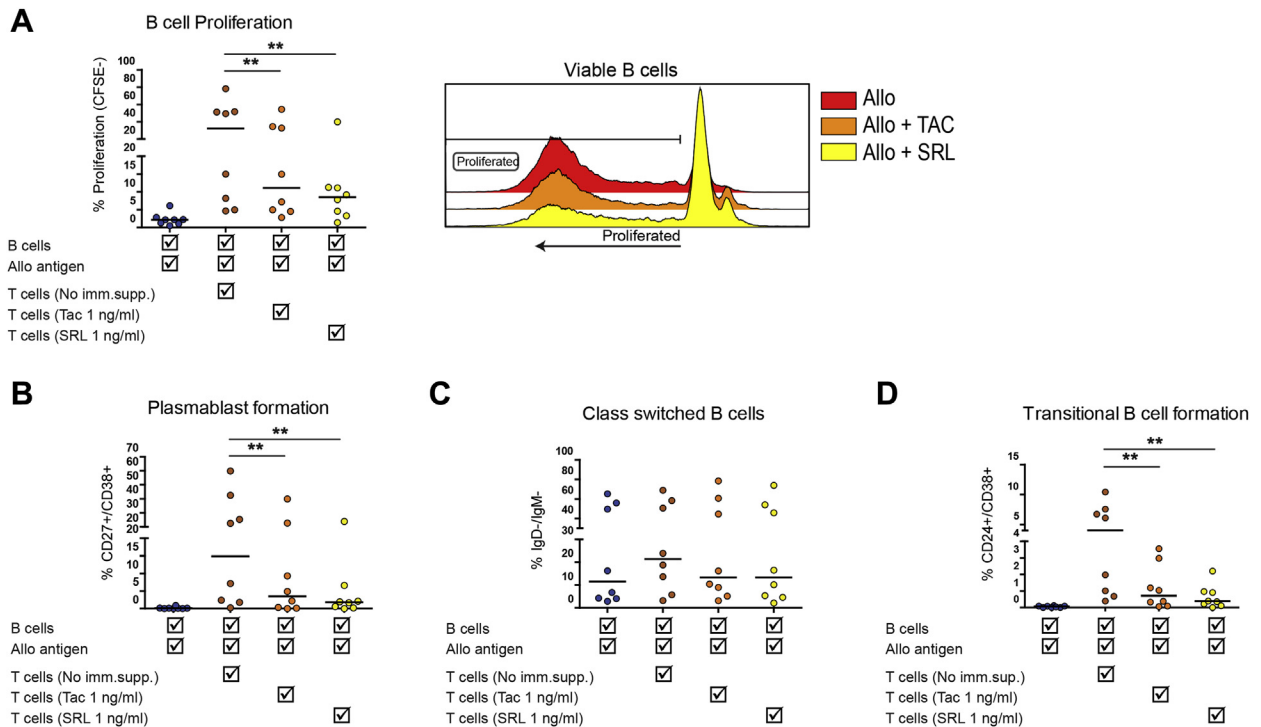 A
B cell Proliferation
**
**
% Proliferation (CFSE-)
100
80
60
40
20
20
15
10
5
0
B cells
Allo antigen
T cells (No imm.supp.)
T cells (Tac 1 ng/ml)
T cells (SRL 1 ng/ml)
Viable B cells
Proliferated
Proliferated
Allo
Allo + TAC
Allo + SRL
B
Plasmablast formation
**
**
% CD27+/CD38+
70
60
50
40
30
20
20
15
10
5
0
B cells
Allo antigen
T cells (No imm.supp.)
T cells (Tac 1 ng/ml)
T cells (SRL 1 ng/ml)
C
Class switched B cells
% IgD-/IgM-
100
80
60
40
30
30
20
10
0
B cells
Allo antigen
T cells (No imm.supp.)
T cells (Tac 1 ng/ml)
T cells (SRL 1 ng/ml)
D
Transitional B cell formation
**
**
% CD24+/CD38+
15
10
5
4
3
2
1
0
B cells
Allo antigen
T cells (No imm.sup.)
T cells (Tac 1 ng/ml)
T cells (SRL 1 ng/ml)